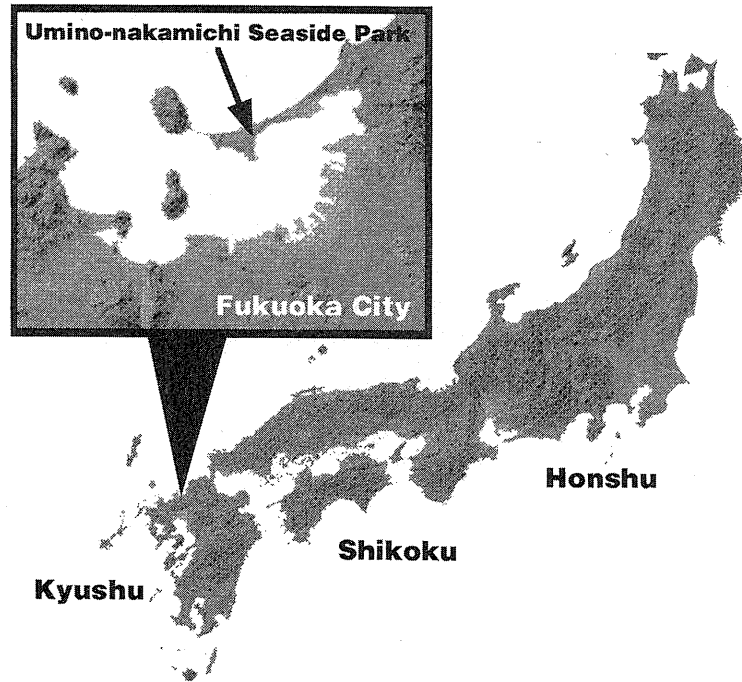 Umino-nakamichi Seaside Park
Fukuoka City
Honshu
Shikoku
Kyushu